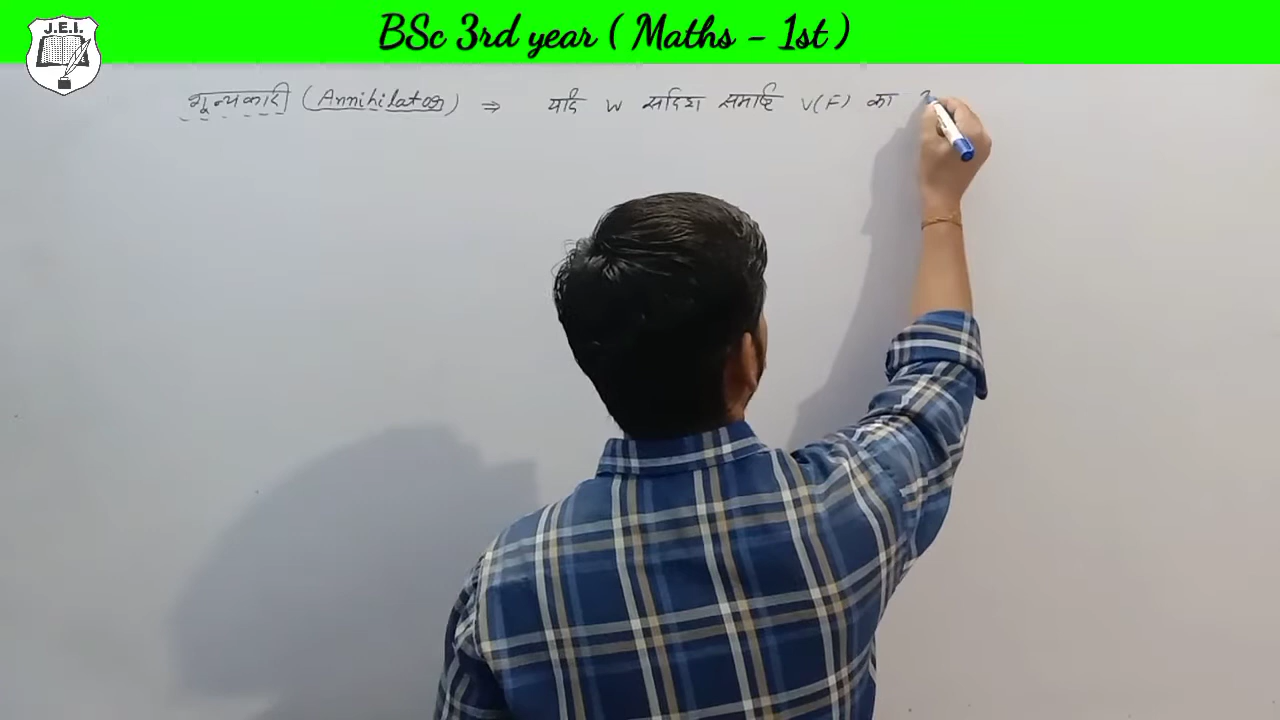 BSc 3rd year ( Maths - 1st )
J.E.I.
शून्यकारी (Annihilator) ⇒ यदि W सदिश समष्टि V(F) का